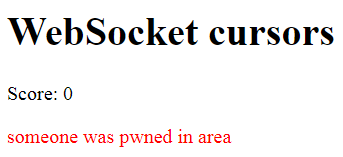 WebSocket cursors
Score: 0
someone was pwned in area